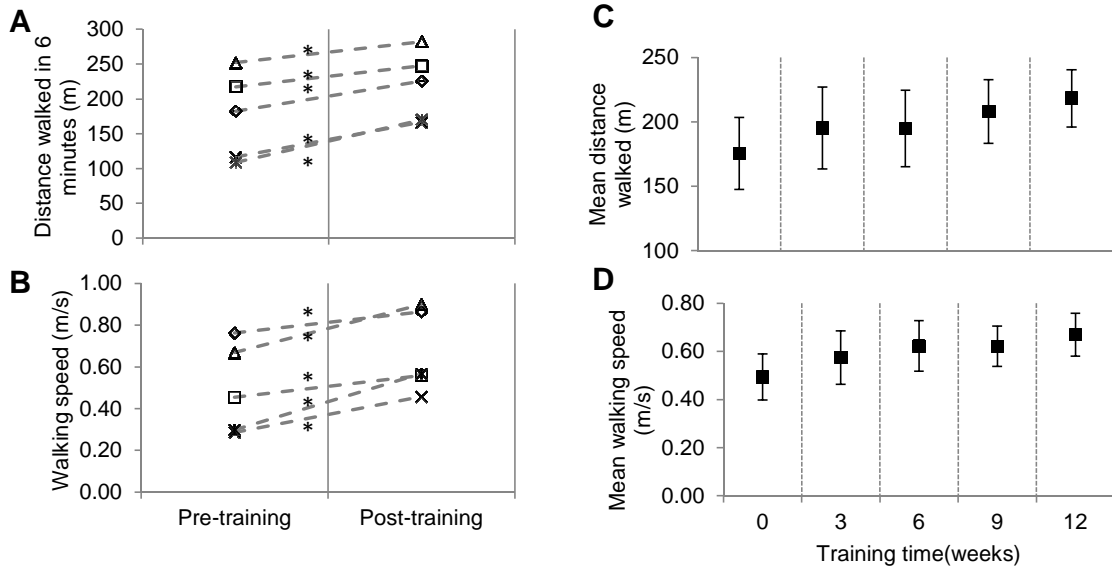 A
Distance walked in 6
minutes (m)
300
250
200
150
100
50
0
*
*
*
*
*
B
Walking speed (m/s)
1.00
0.80
0.60
0.40
0.20
0.00
*
*
*
*
*
Pre-training
Post-training
C
Mean distance
walked (m)
250
200
150
100
D
Mean walking speed
(m/s)
0.80
0.60
0.40
0.20
0.00
0
3
6
9
12
Training time(weeks)